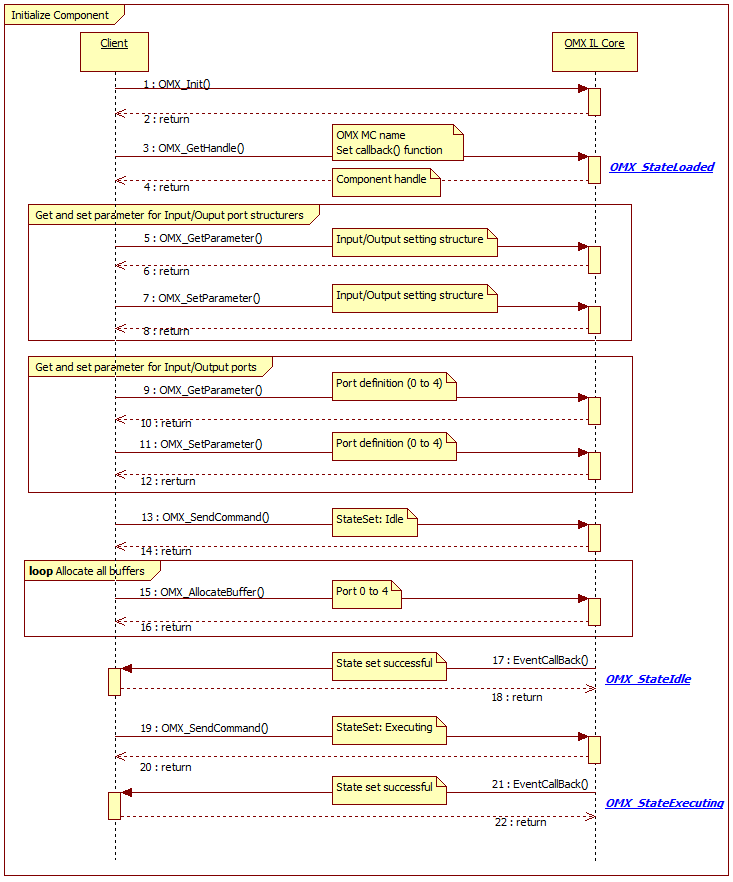 Initialize Component
Client
OMX IL Core
1 : OMX_Init()
2 : return
OMX MC name
Set callback() function
3 : OMX_GetHandle()
OMX_StateLoaded
Component handle
4 : return
Get and set parameter for Input/Ouput port structurers
5 : OMX_GetParameter()
Input/Output setting structure
6 : return
7 : OMX_SetParameter()
Input/Output setting structure
8 : return
Get and set parameter for Input/Output ports
9 : OMX_GetParameter()
Port definition (0 to 4)
10 : return
11 : OMX_SetParameter()
Port definition (0 to 4)
12 : rerturn
13 : OMX_SendCommand()
StateSet: Idle
14 : return
loop Allocate all buffers
15 : OMX_AllocateBuffer()
Port 0 to 4
16 : return
State set successful
17 : EventCallBack()
OMX_StateIdle
18 : return
19 : OMX_SendCommand()
StateSet: Executing
20 : return
State set successful
21 : EventCallBack()
OMX_StateExecuting
22 : return